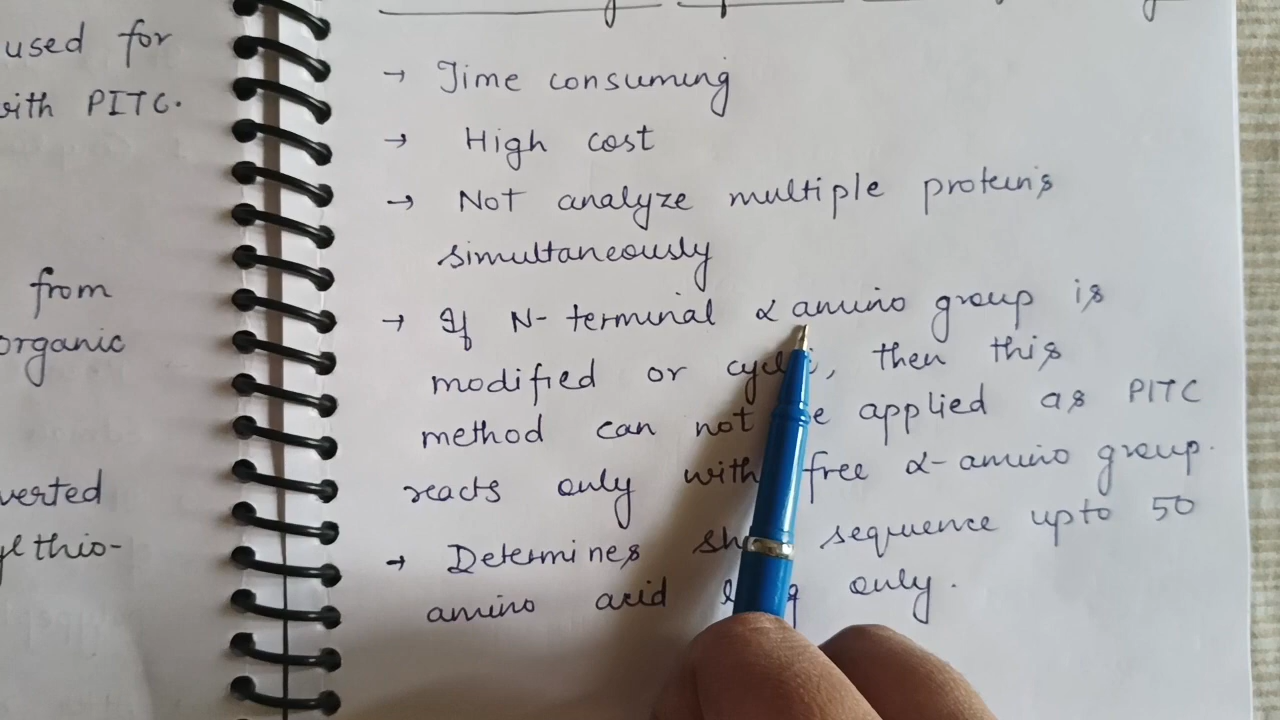 used for
with PITC.
from
organic
verted
yl thio-
→ Time consuming
→ High cost
→ Not analyze multiple proteins
simultaneously
→ If N-terminal α amino group is
modified or , then this
method can not applied as PITC
reacts only with free α-amino group.
→ Determines sequence upto 50
amino acid only.